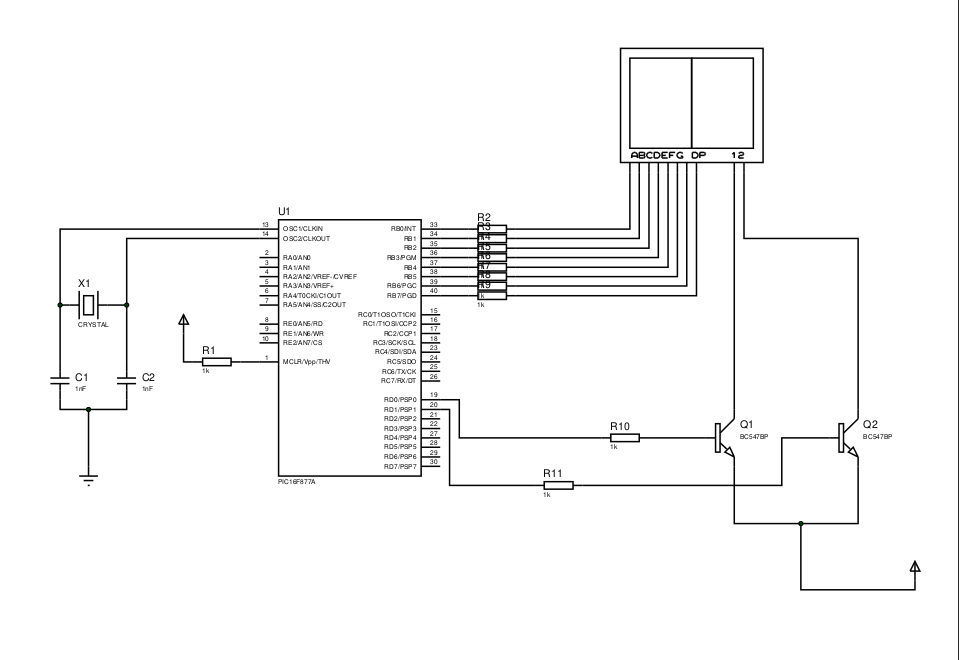 ABCDEFG DP 12
U1
13 OSC1/CLKIN
14 OSC2/CLKOUT
2 RA0/AN0
3 RA1/AN1
4 RA2/AN2/VREF-/CVREF
5 RA3/AN3/VREF+
6 RA4/T0CKI/C1OUT
7 RA5/AN4/SS/C2OUT
8 RE0/AN5/RD
9 RE1/AN6/WR
10 RE2/AN7/CS
1 MCLR/Vpp/THV
RB0/INT 33
RB1 34
RB2 35
RB3/PGM 36
RB4 37
RB5 38
RB6/PGC 39
RB7/PGD 40
RC0/T1OSO/T1CKI 15
RC1/T1OSI/CCP2 16
RC2/CCP1 17
RC3/SCK/SCL 18
RC4/SDI/SDA 23
RC5/SDO 24
RC6/TX/CK 25
RC7/RX/DT 26
RD0/PSP0 19
RD1/PSP1 20
RD2/PSP2 21
RD3/PSP3 22
RD4/PSP4 27
RD5/PSP5 28
RD6/PSP6 29
RD7/PSP7 30
PIC16F877A
R2
R3
R4
R5
R6
R7
R8
R9
1k
X1
CRYSTAL
C1
1nF
C2
1nF
R1
1k
R10
1k
R11
1k
Q1
BC547BP
Q2
BC547BP